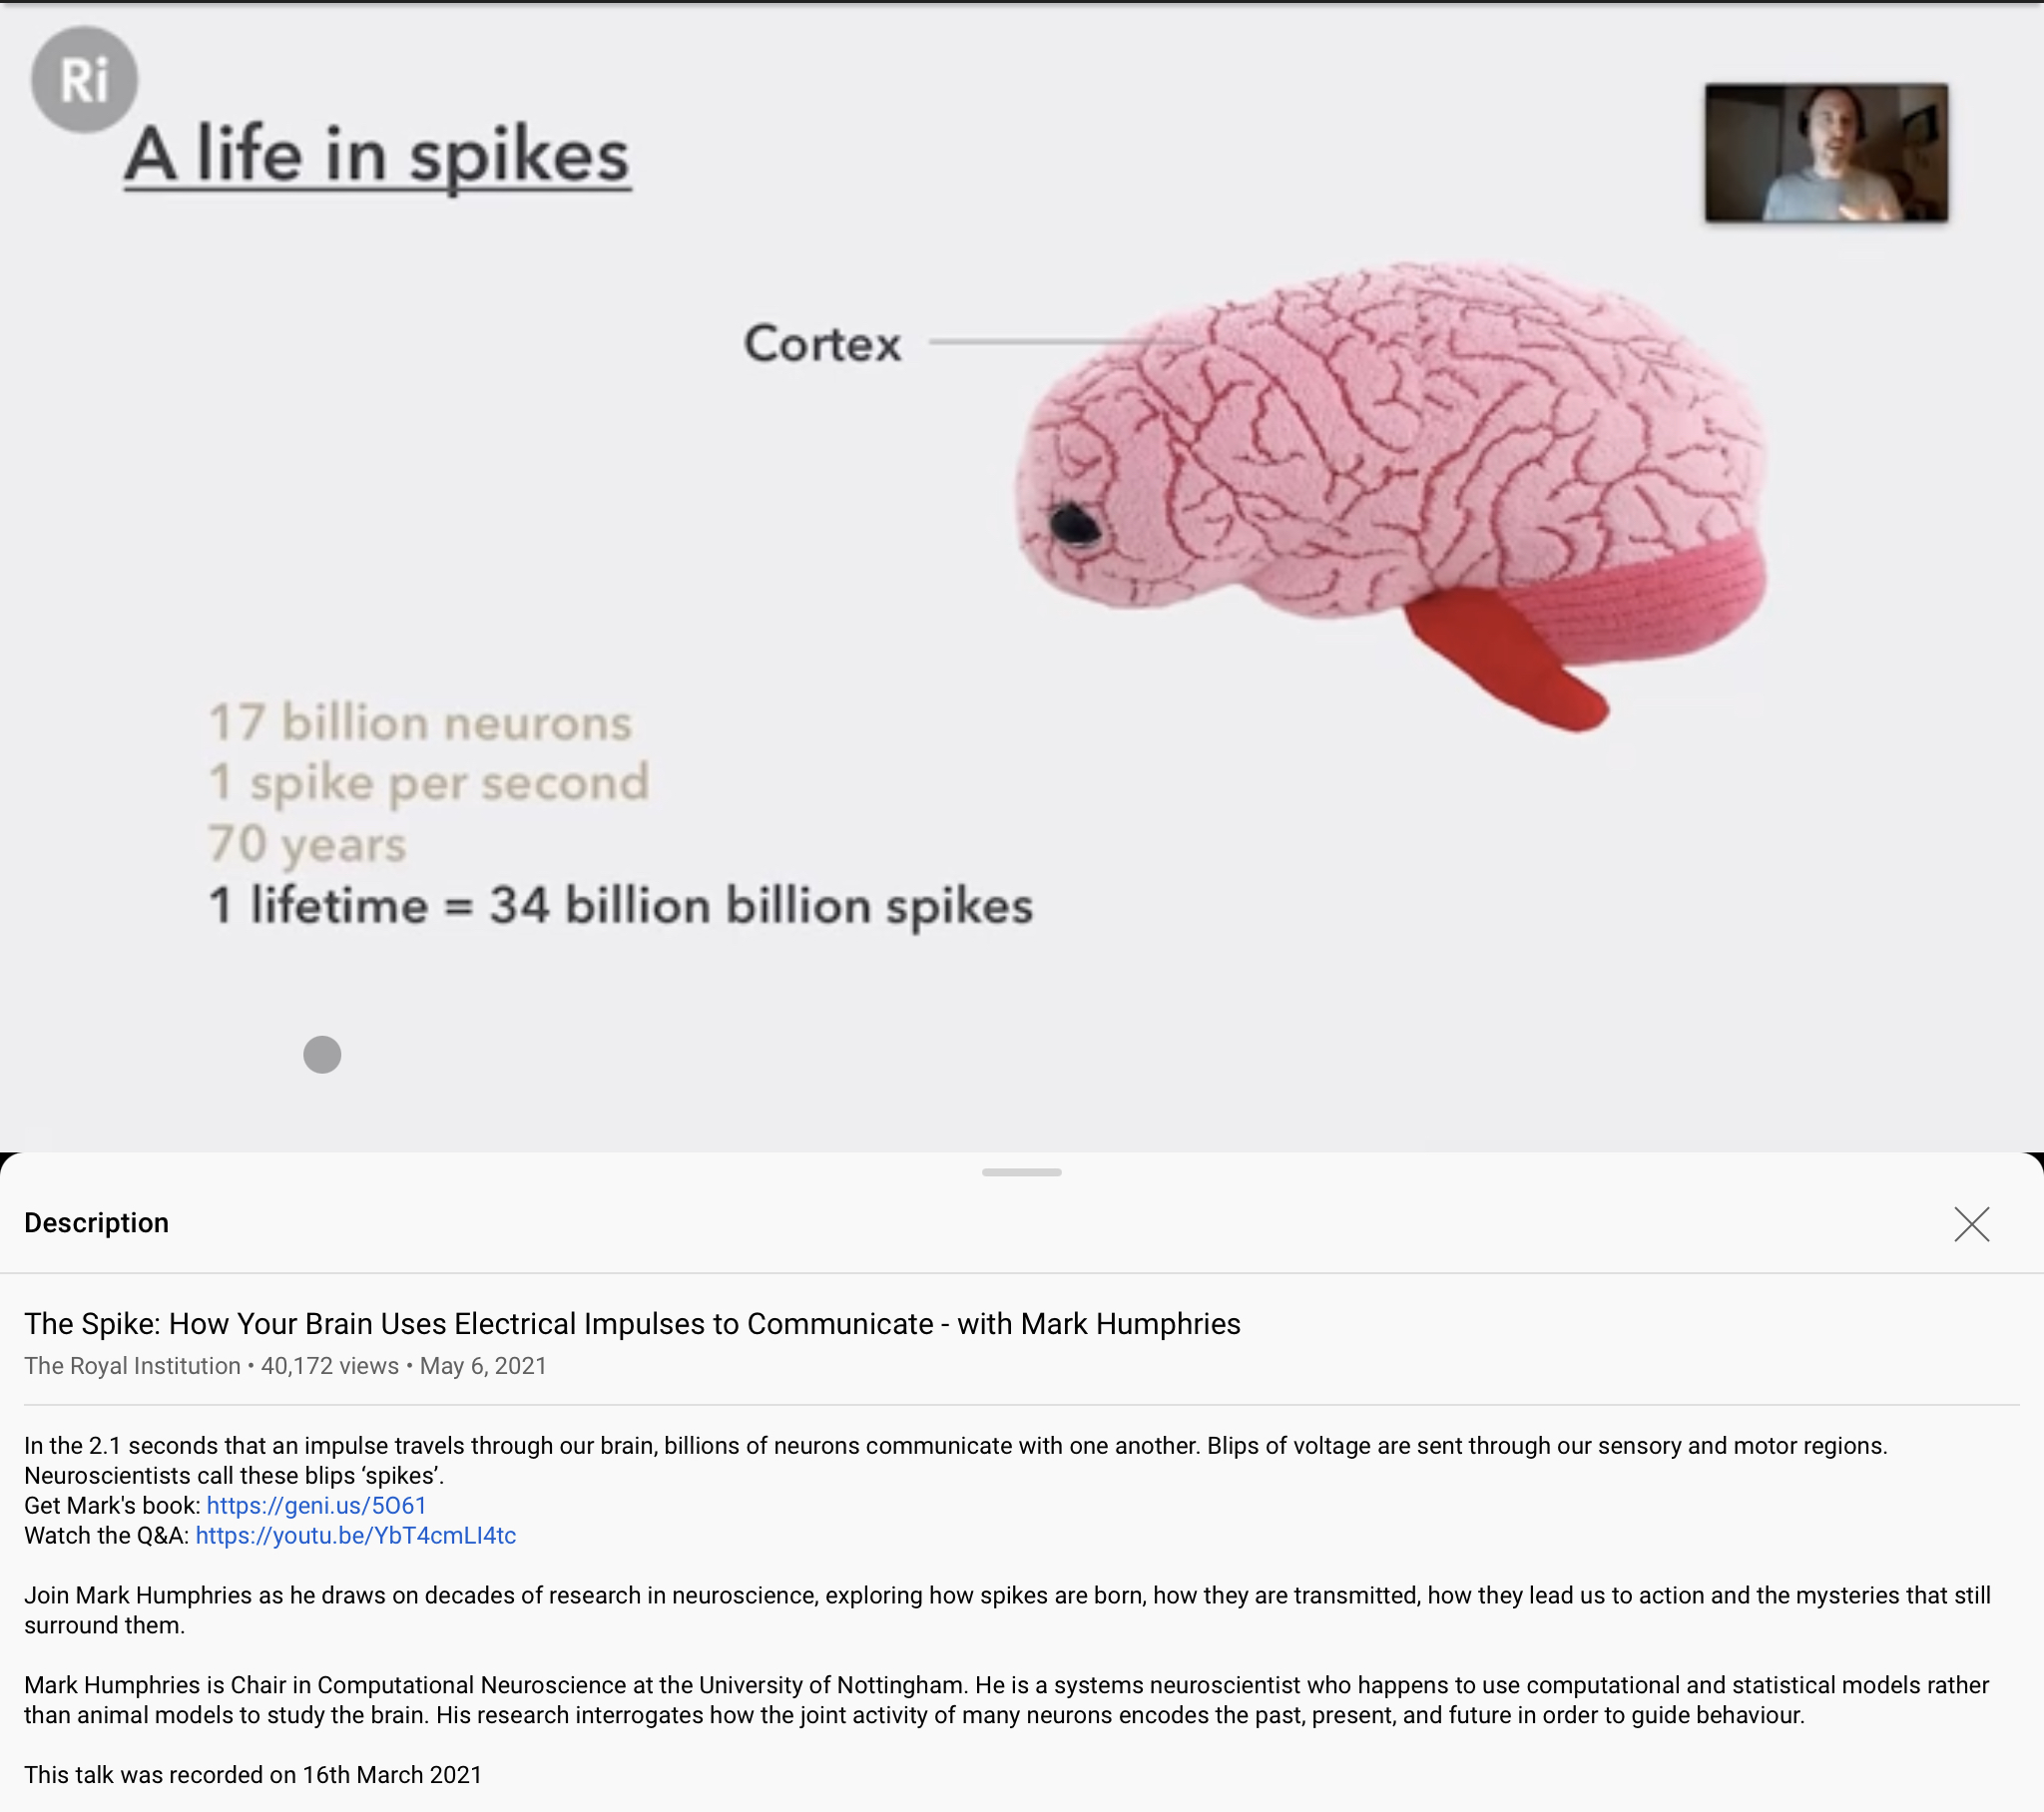 Ri
A life in spikes
Cortex
17 billion neurons
1 spike per second
70 years
1 lifetime = 34 billion billion spikes
Description
The Spike: How Your Brain Uses Electrical Impulses to Communicate - with Mark Humphries
The Royal Institution • 40,172 views • May 6, 2021
In the 2.1 seconds that an impulse travels through our brain, billions of neurons communicate with one another. Blips of voltage are sent through our sensory and motor regions.
Neuroscientists call these blips ‘spikes’.
Get Mark's book: https://geni.us/5O61
Watch the Q&A: https://youtu.be/YbT4cmLI4tc
Join Mark Humphries as he draws on decades of research in neuroscience, exploring how spikes are born, how they are transmitted, how they lead us to action and the mysteries that still
surround them.
Mark Humphries is Chair in Computational Neuroscience at the University of Nottingham. He is a systems neuroscientist who happens to use computational and statistical models rather
than animal models to study the brain. His research interrogates how the joint activity of many neurons encodes the past, present, and future in order to guide behaviour.
This talk was recorded on 16th March 2021